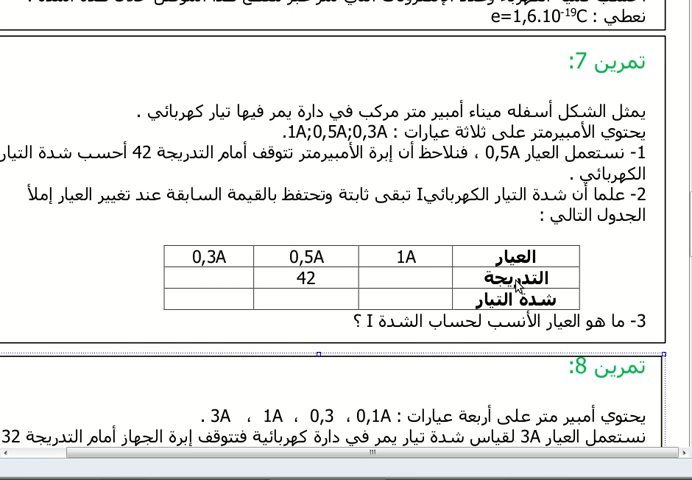 نعطي : e=1,6.10⁻¹⁹C
تمرين 7:
يمثل الشكل أسفله ميناء أمبير متر مركب في دارة يمر فيها تيار كهربائي .
يحتوي الأمبيرمتر على ثلاثة عيارات : 1A;0,5A;0,3A.
1- نستعمل العيار 0,5A ، فنلاحظ أن إبرة الأمبيرمتر تتوقف أمام التدريجة 42 أحسب شدة التيار
الكهربائي .
2- علما أن شدة التيار الكهربائيI تبقى ثابتة وتحتفظ بالقيمة السابقة عند تغيير العيار إملأ
الجدول التالي :
العيار 1A 0,5A 0,3A
التدريجة 42
شدة التيار
3- ما هو العيار الأنسب لحساب الشدة I ؟
تمرين 8:
يحتوي أمبير متر على أربعة عيارات : 0,1A ، 0,3 ، 1A ، 3A .
نستعمل العيار 3A لقياس شدة تيار يمر في دارة كهربائية فتتوقف إبرة الجهاز أمام التدريجة 32